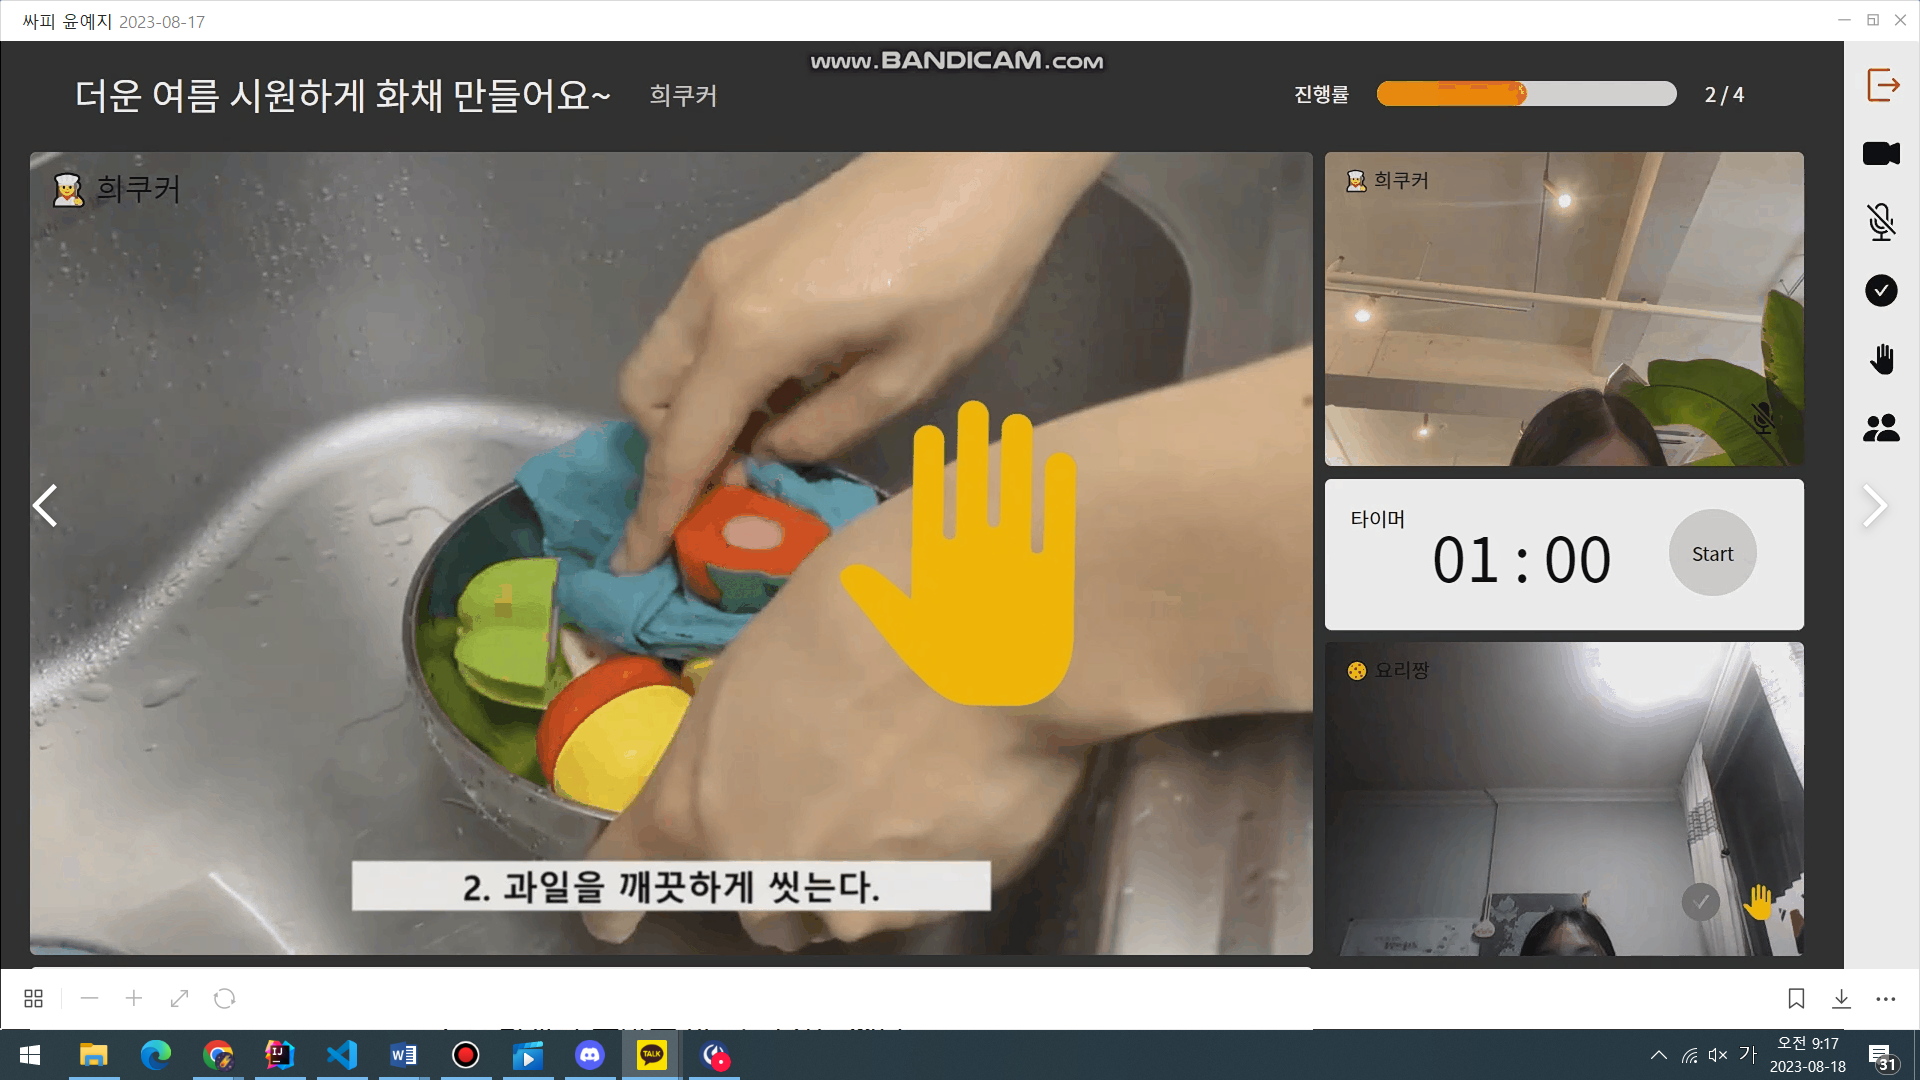 싸피 윤예지 2023-08-17
www.BANDICAM.com
더운 여름 시원하게 화채 만들어요~ 희쿠커
진행률 2 / 4
희쿠커
희쿠커
타이머
01 : 00
Start
요리짱
2. 과일을 깨끗하게 씻는다.
가
오전 9:17
2023-08-18
31
IJ
W
TALK